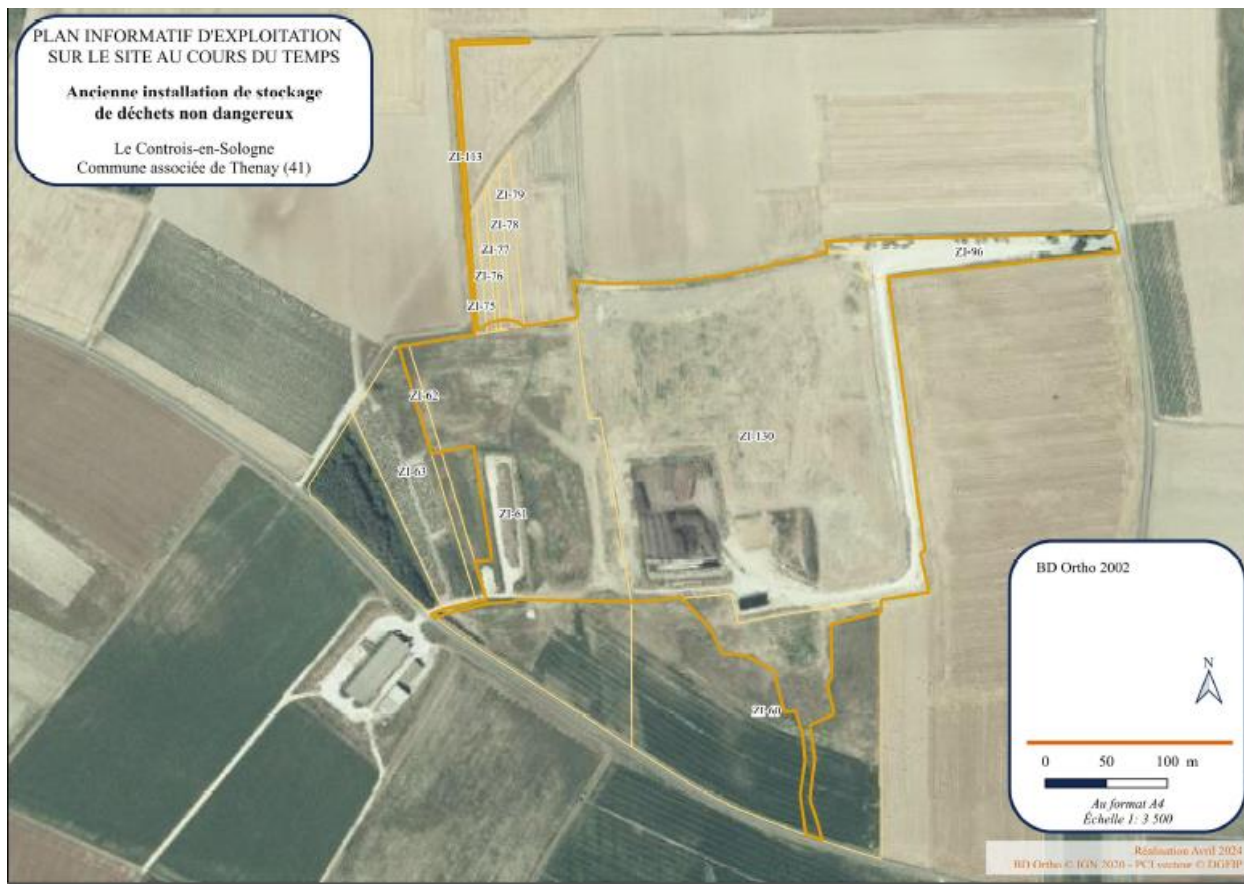 PLAN INFORMATIF D'EXPLOITATION
SUR LE SITE AU COURS DU TEMPS
Ancienne installation de stockage
de déchets non dangereux
Le Controis-en-Sologne
Commune associée de Thenay (41)
ZI-113
ZI-79
ZI-78
ZI-77
ZI-76
ZI-75
ZI-96
ZI-62
ZI-130
ZI-63
ZI-61
ZI-60
BD Ortho 2002
N
0 50 100 m
Au format A4
Échelle 1: 3 500
Réalisation Avril 2024
BD Ortho © IGN 2020 - PCI vecteur © DGFIP